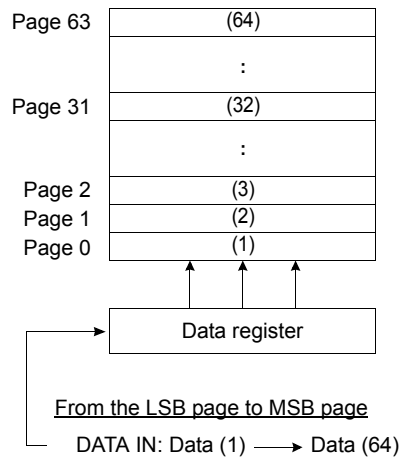 Page 63 (64)
:
Page 31 (32)
:
Page 2 (3)
Page 1 (2)
Page 0 (1)
Data register
From the LSB page to MSB page
DATA IN: Data (1) Data (64)